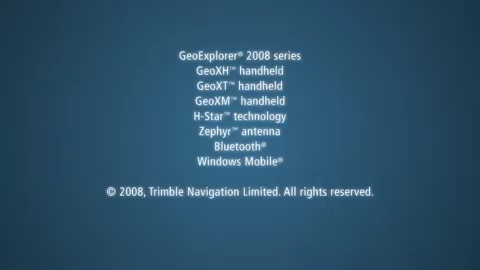 GeoExplorer® 2008 series
GeoXH™ handheld
GeoXT™ handheld
GeoXM™ handheld
H-Star™ technology
Zephyr™ antenna
Bluetooth®
Windows Mobile®
© 2008, Trimble Navigation Limited. All rights reserved.